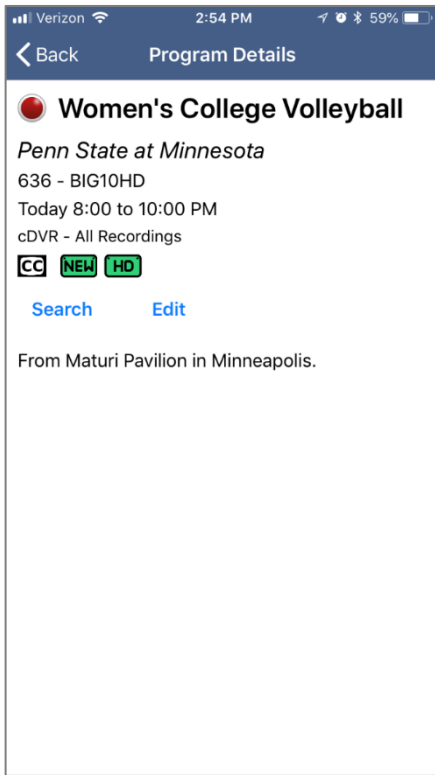 Verizon 2:54 PM 59%
Back Program Details
Women's College Volleyball
Penn State at Minnesota
636 - BIG10HD
Today 8:00 to 10:00 PM
cDVR - All Recordings
CC NEW HD
Search Edit
From Maturi Pavilion in Minneapolis.